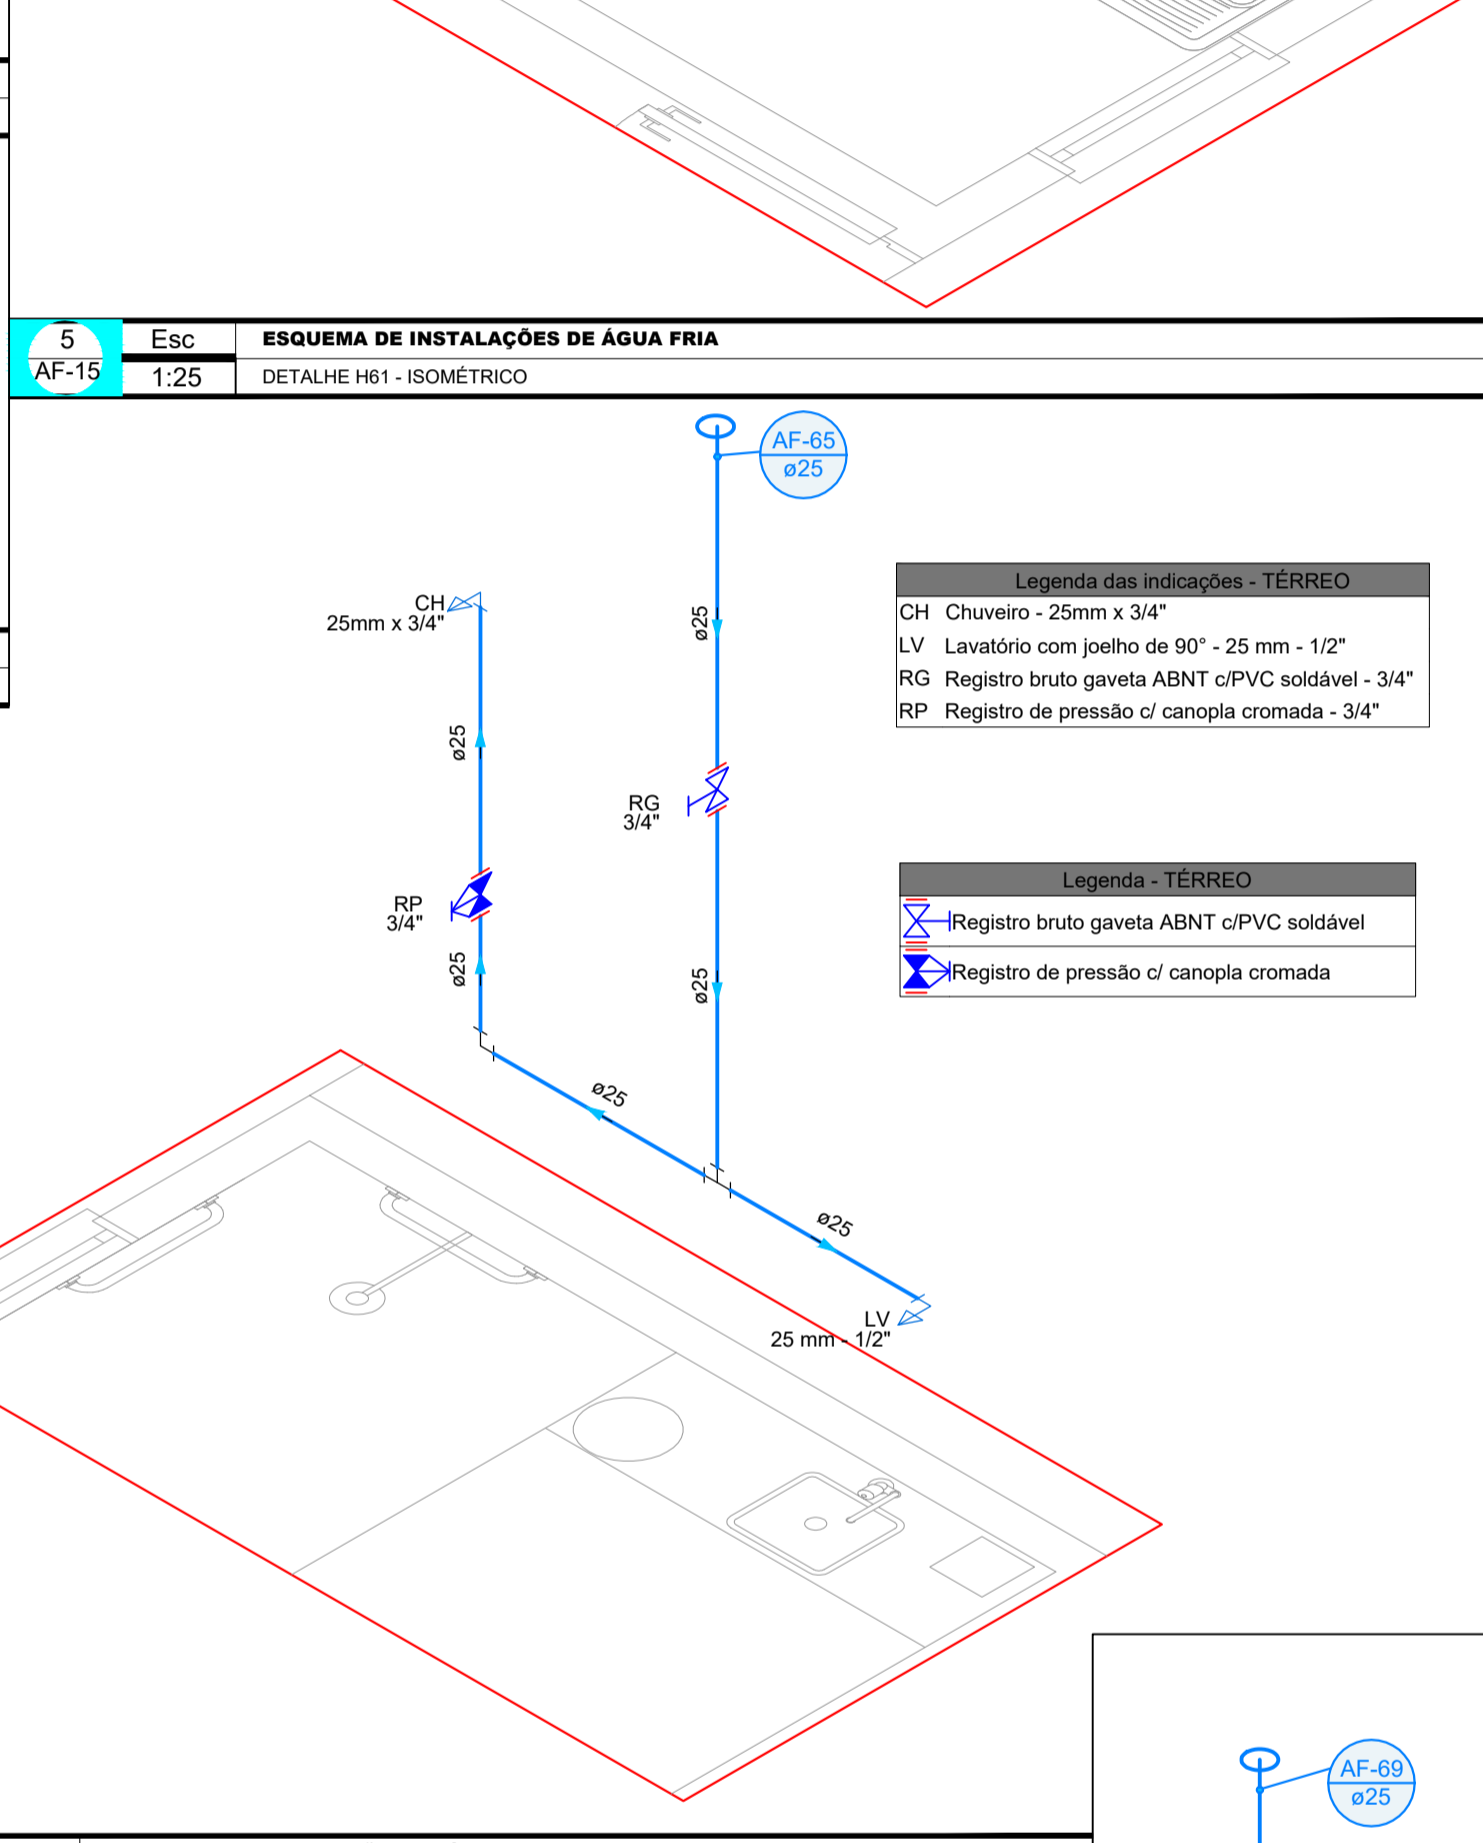 5
AF-15
Esc
1:25
ESQUEMA DE INSTALAÇÕES DE ÁGUA FRIA
DETALHE H61 - ISOMÉTRICO
AF-65
ø25
CH
25mm x 3/4"
ø25
ø25
RG
3/4"
RP
3/4"
ø25
ø25
ø25
ø25
LV
25 mm - 1/2"
Legenda das indicações - TÉRREO
CH Chuveiro - 25mm x 3/4"
LV Lavatório com joelho de 90° - 25 mm - 1/2"
RG Registro bruto gaveta ABNT c/PVC soldável - 3/4"
RP Registro de pressão c/ canopla cromada - 3/4"
Legenda - TÉRREO
Registro bruto gaveta ABNT c/PVC soldável
Registro de pressão c/ canopla cromada
AF-69
ø25